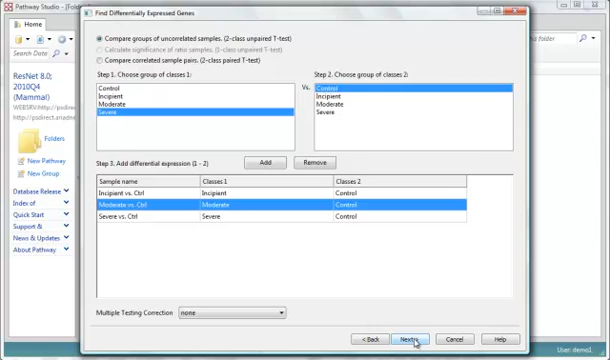 Pathway Studio - [Fold
Find Differentially Expressed Genes
Home
Search Data
ResNet 8.0;
2010Q4
(Mammal)
WEBSRV:http://psdirect
psdirect.ariadne
Folders
New Pathway
New Group
Database Release
Index of
Quick Start
Support &
News & Updates
About Pathway
Compare groups of uncorrelated samples. (2-class unpaired T-test)
Calculate significance of ratio samples. (1-class unpaired T-test)
Compare correlated sample pairs. (2-class paired T-test)
Step 1. Choose group of classes 1:
Control
Incipient
Moderate
Severe
Vs.
Step 2. Choose group of classes 2:
Control
Incipient
Moderate
Severe
Step 3. Add differential expression (1 - 2)
Add
Remove
Sample name Classes 1 Classes 2
Incipient vs. Ctrl Incipient Control
Moderate vs. Ctrl Moderate Control
Severe vs. Ctrl Severe Control
Multiple Testing Correction none
< Back
Next>
Cancel
Help
folder
User: demo1